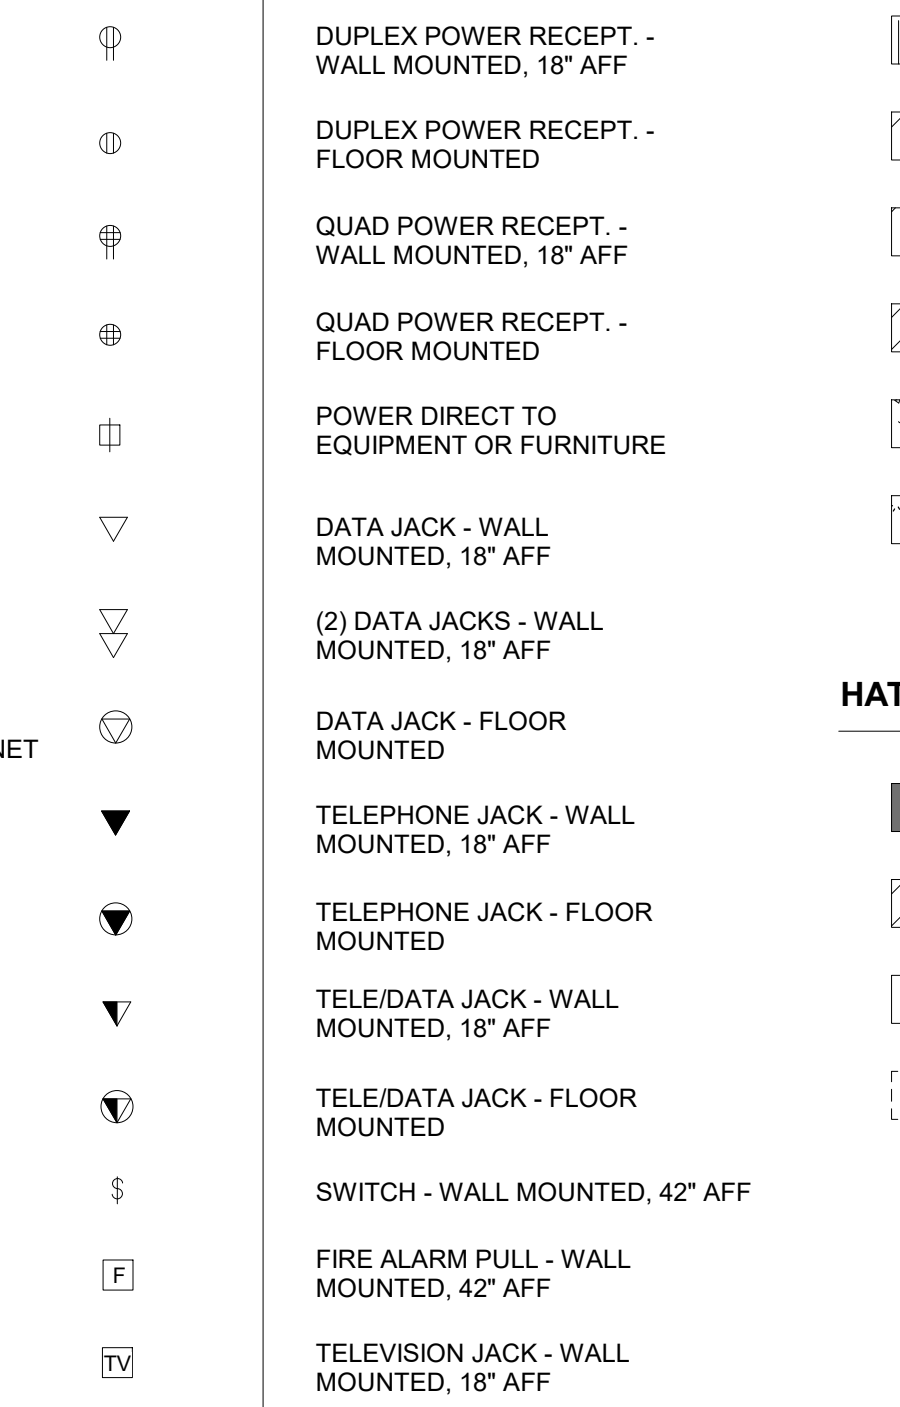 DUPLEX POWER RECEPT. -
WALL MOUNTED, 18" AFF
DUPLEX POWER RECEPT. -
FLOOR MOUNTED
QUAD POWER RECEPT. -
WALL MOUNTED, 18" AFF
QUAD POWER RECEPT. -
FLOOR MOUNTED
POWER DIRECT TO
EQUIPMENT OR FURNITURE
DATA JACK - WALL
MOUNTED, 18" AFF
(2) DATA JACKS - WALL
MOUNTED, 18" AFF
DATA JACK - FLOOR
MOUNTED
TELEPHONE JACK - WALL
MOUNTED, 18" AFF
TELEPHONE JACK - FLOOR
MOUNTED
TELE/DATA JACK - WALL
MOUNTED, 18" AFF
TELE/DATA JACK - FLOOR
MOUNTED
$
SWITCH - WALL MOUNTED, 42" AFF
F
FIRE ALARM PULL - WALL
MOUNTED, 42" AFF
TV
TELEVISION JACK - WALL
MOUNTED, 18" AFF